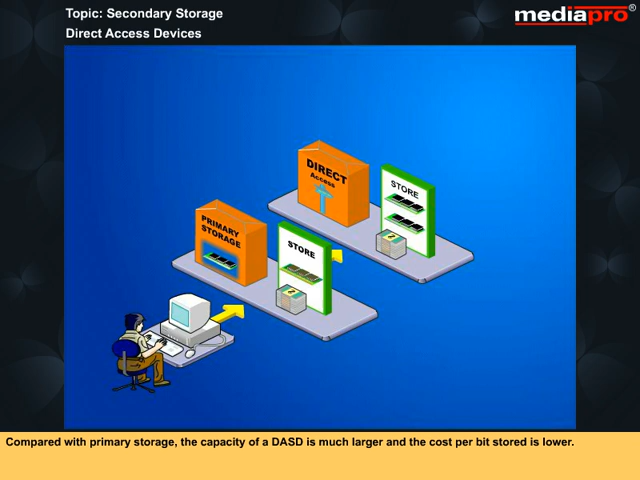 Topic: Secondary Storage
Direct Access Devices
mediapro®
DIRECT
Access
STORE
PRIMARY
STORAGE
STORE
Compared with primary storage, the capacity of a DASD is much larger and the cost per bit stored is lower.